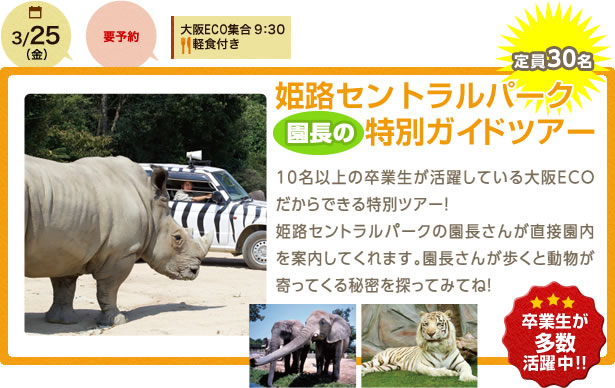 3/25
(金)
要予約
大阪ECO集合 9:30
軽食付き
定員30名
姫路セントラルパーク
園長の特別ガイドツアー
10名以上の卒業生が活躍している大阪ECO
だからできる特別ツアー!
姫路セントラルパークの園長さんが直接園内
を案内してくれます。園長さんが歩くと動物が
寄ってくる秘密を探ってみてね!
卒業生が
多数
活躍中!!